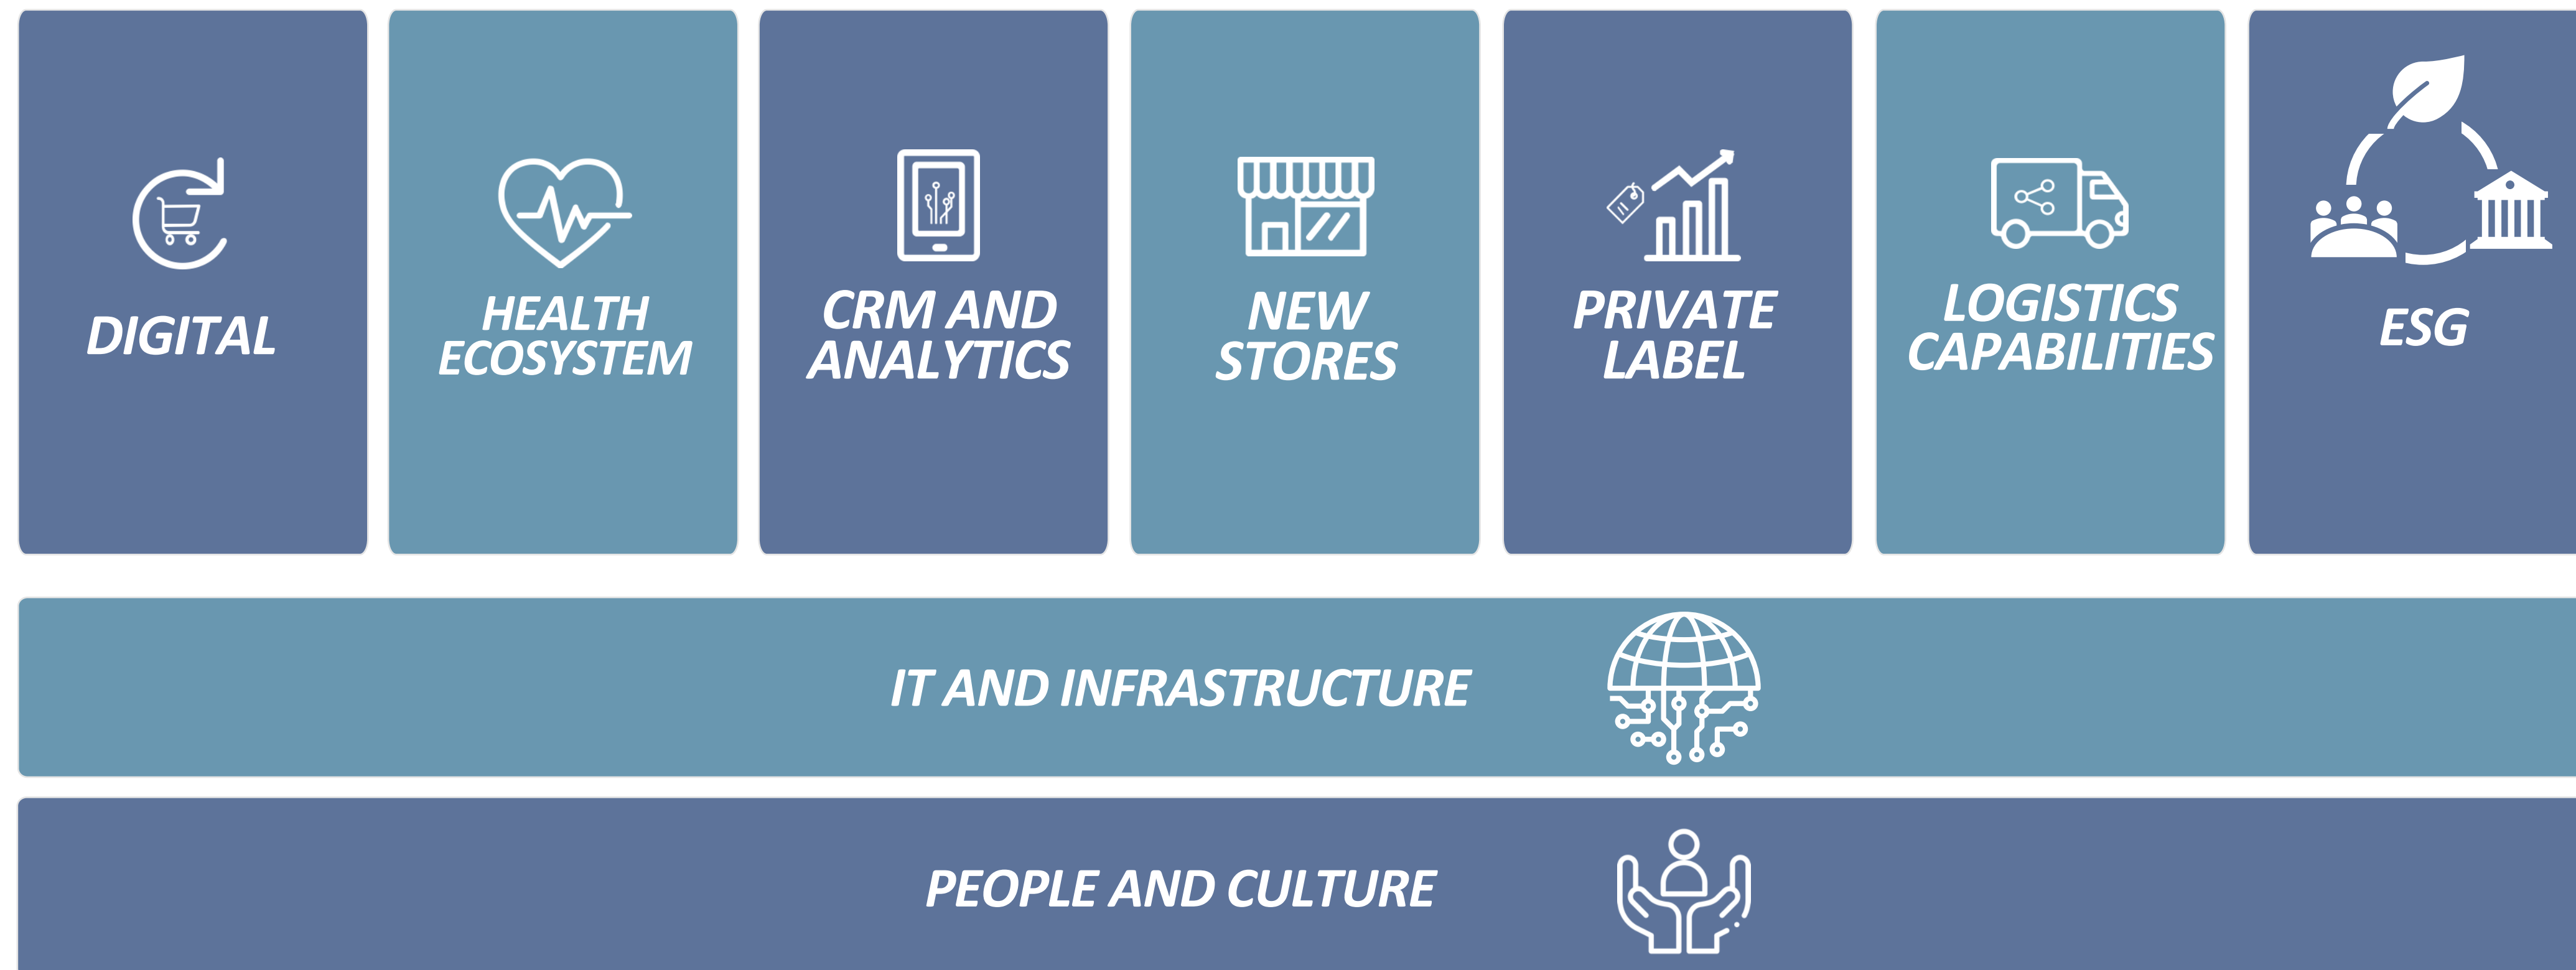 DIGITAL
HEALTH
ECOSYSTEM
CRM AND
ANALYTICS
NEW
STORES
PRIVATE
LABEL
LOGISTICS
CAPABILITIES
ESG
IT AND INFRASTRUCTURE
PEOPLE AND CULTURE